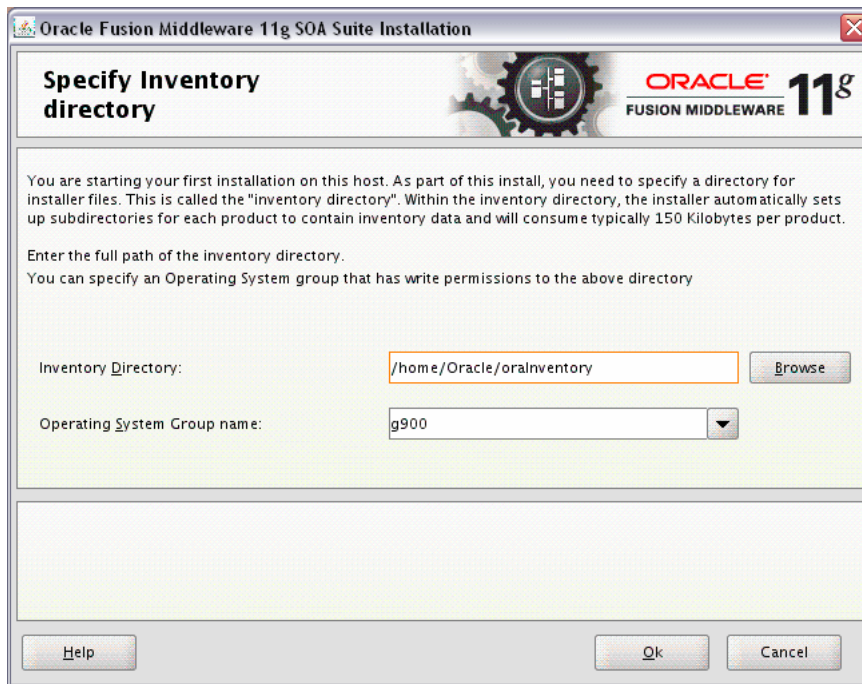 Oracle Fusion Middleware 11g SOA Suite Installation
Specify Inventory
directory
ORACLE
FUSION MIDDLEWARE
11g
You are starting your first installation on this host. As part of this install, you need to specify a directory for
installer files. This is called the "inventory directory". Within the inventory directory, the installer automatically sets
up subdirectories for each product to contain inventory data and will consume typically 150 Kilobytes per product.
Enter the full path of the inventory directory.
You can specify an Operating System group that has write permissions to the above directory
Inventory Directory:
/home/Oracle/oraInventory
Browse
Operating System Group name:
g900
Help
Ok
Cancel